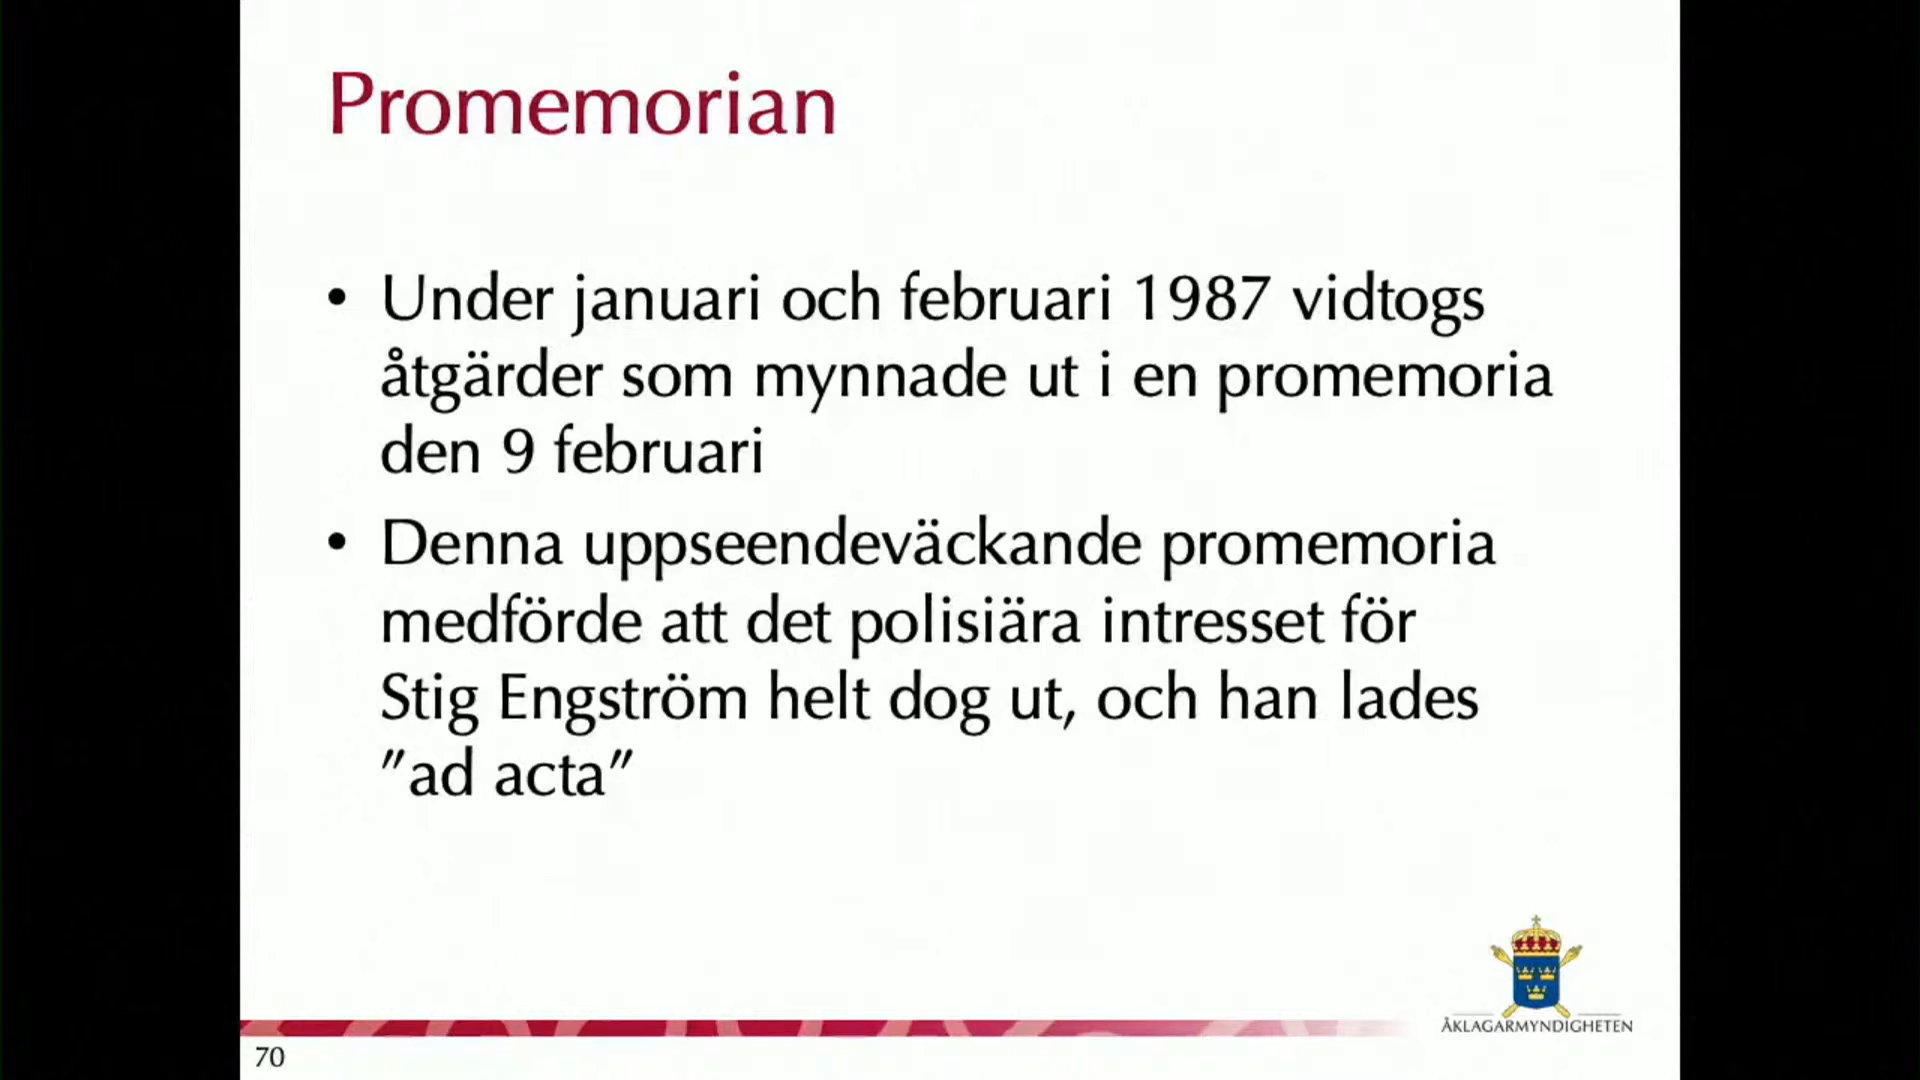 Promemorian
• Under januari och februari 1987 vidtogs
åtgärder som mynnade ut i en promemoria
den 9 februari
• Denna uppseendeväckande promemoria
medförde att det polisiära intresset för
Stig Engström helt dog ut, och han lades
”ad acta”
ÅKLAGARMYNDIGHETEN
70